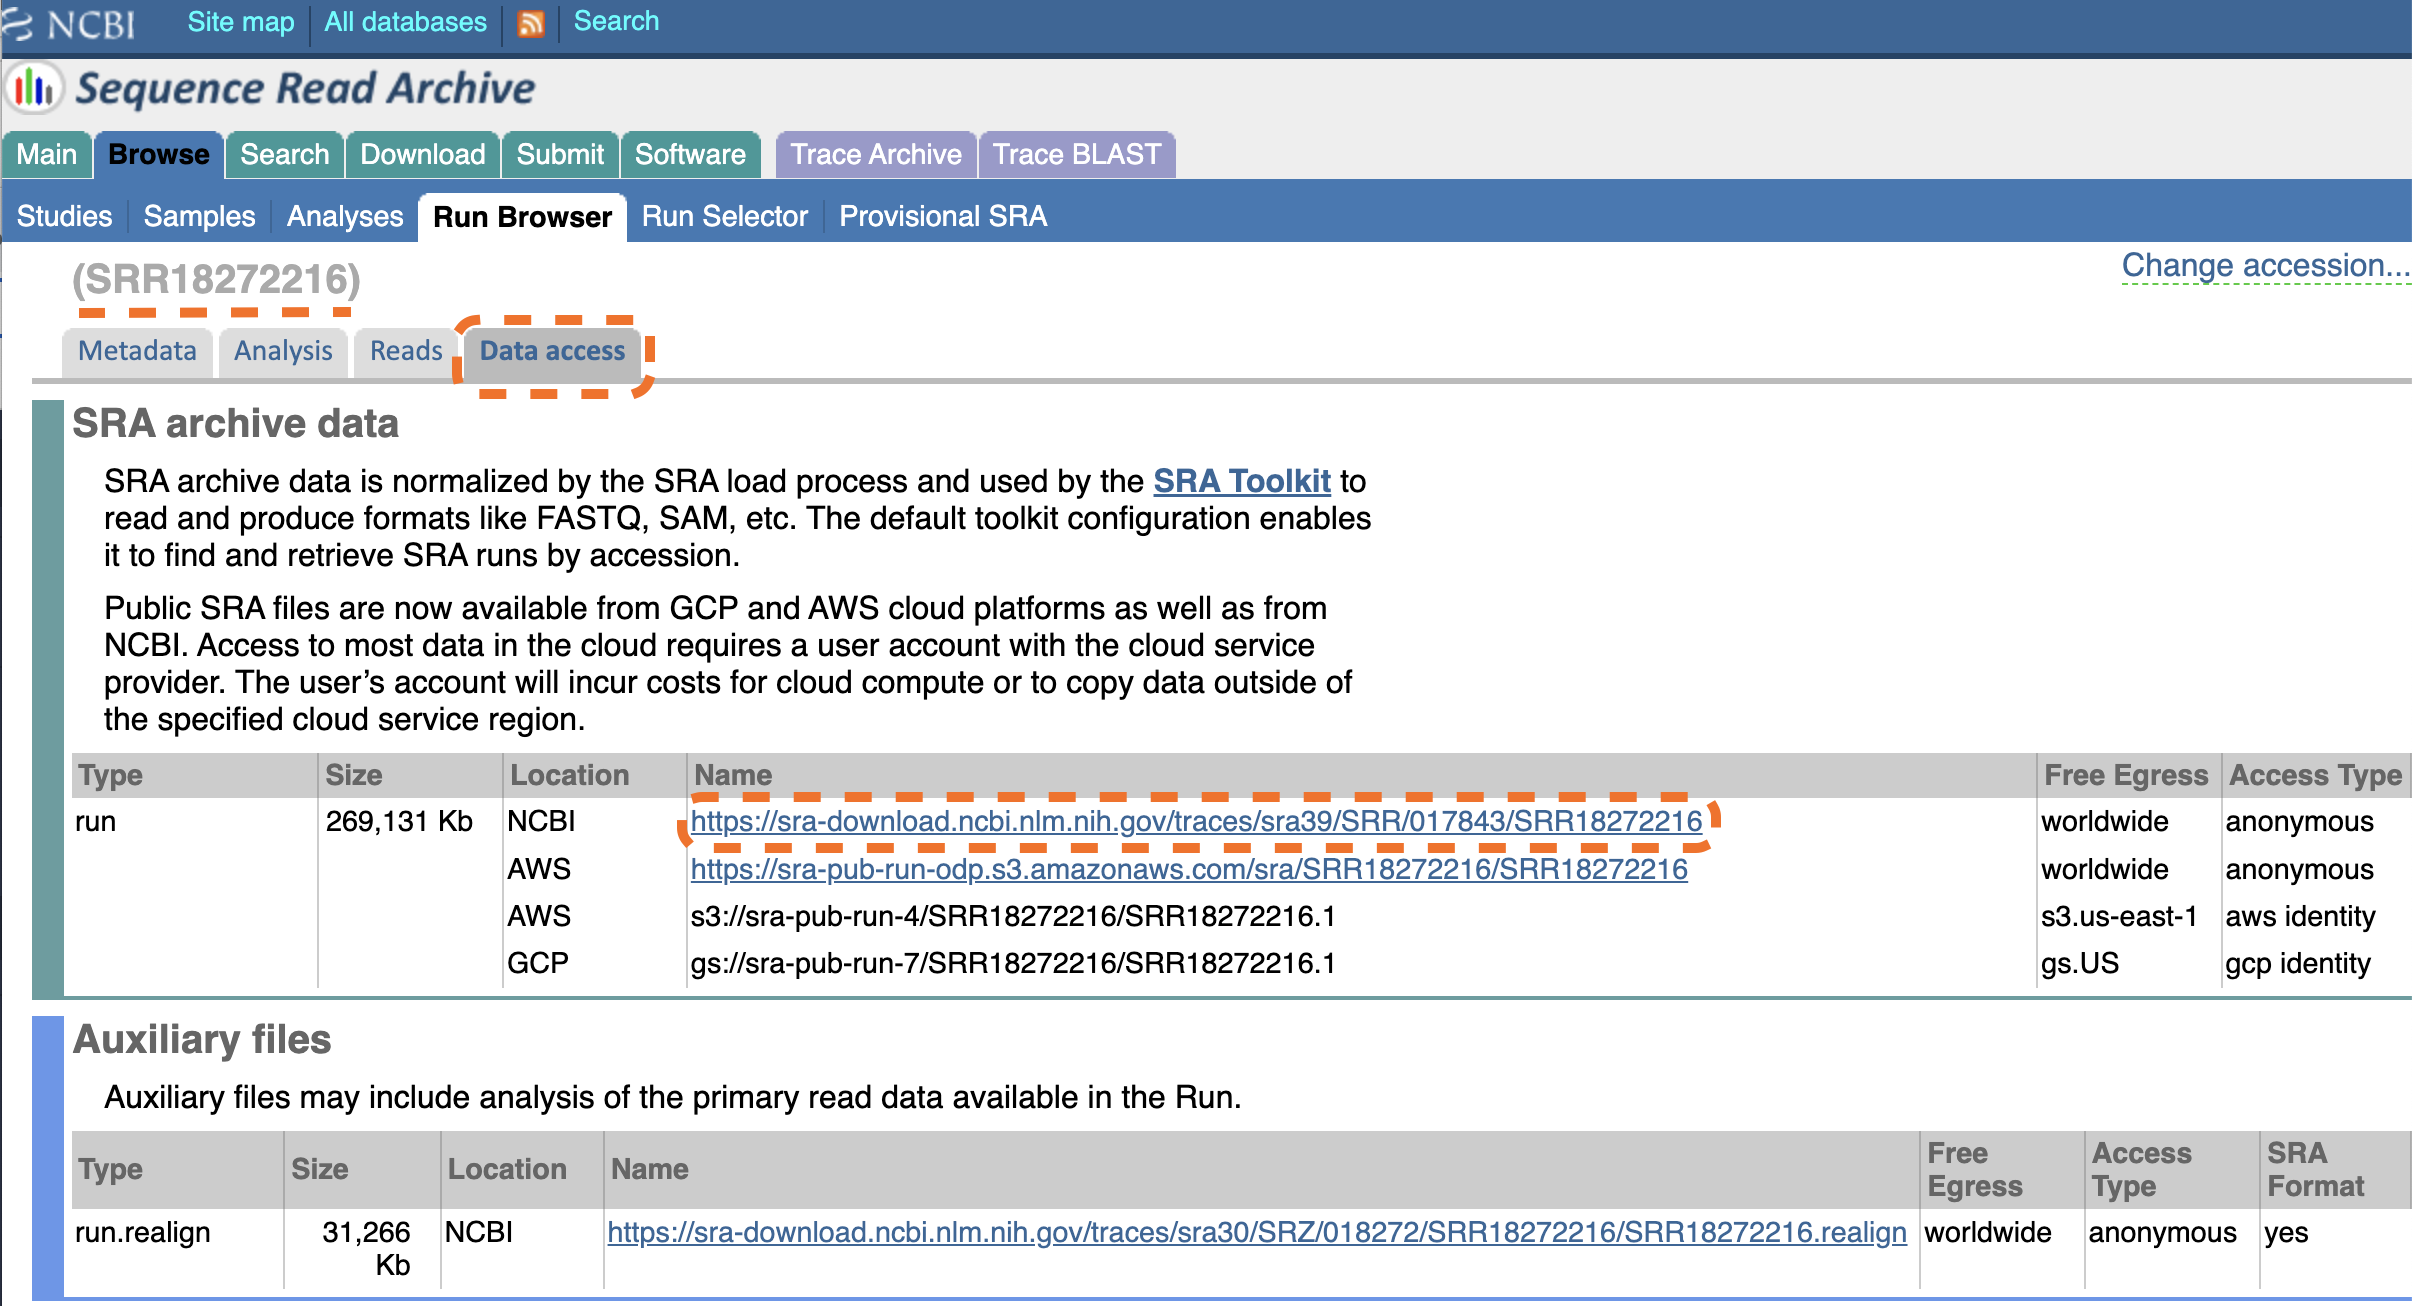 NCBI Site map All databases Search
Sequence Read Archive
Main Browse Search Download Submit Software Trace Archive Trace BLAST
Studies Samples Analyses Run Browser Run Selector Provisional SRA
(SRR18272216)
Change accession...
Metadata Analysis Reads Data access
SRA archive data
SRA archive data is normalized by the SRA load process and used by the SRA Toolkit to
read and produce formats like FASTQ, SAM, etc. The default toolkit configuration enables
it to find and retrieve SRA runs by accession.
Public SRA files are now available from GCP and AWS cloud platforms as well as from
NCBI. Access to most data in the cloud requires a user account with the cloud service
provider. The user’s account will incur costs for cloud compute or to copy data outside of
the specified cloud service region.
Type Size Location Name Free Egress Access Type
run 269,131 Kb NCBI https://sra-download.ncbi.nlm.nih.gov/traces/sra39/SRR/017843/SRR18272216 worldwide anonymous
AWS https://sra-pub-run-odp.s3.amazonaws.com/sra/SRR18272216/SRR18272216 worldwide anonymous
AWS s3://sra-pub-run-4/SRR18272216/SRR18272216.1 s3.us-east-1 aws identity
GCP gs://sra-pub-run-7/SRR18272216/SRR18272216.1 gs.US gcp identity
Auxiliary files
Auxiliary files may include analysis of the primary read data available in the Run.
Type Size Location Name Free Egress Access Type SRA Format
run.realign 31,266 Kb NCBI https://sra-download.ncbi.nlm.nih.gov/traces/sra30/SRZ/018272/SRR18272216/SRR18272216.realign worldwide anonymous yes